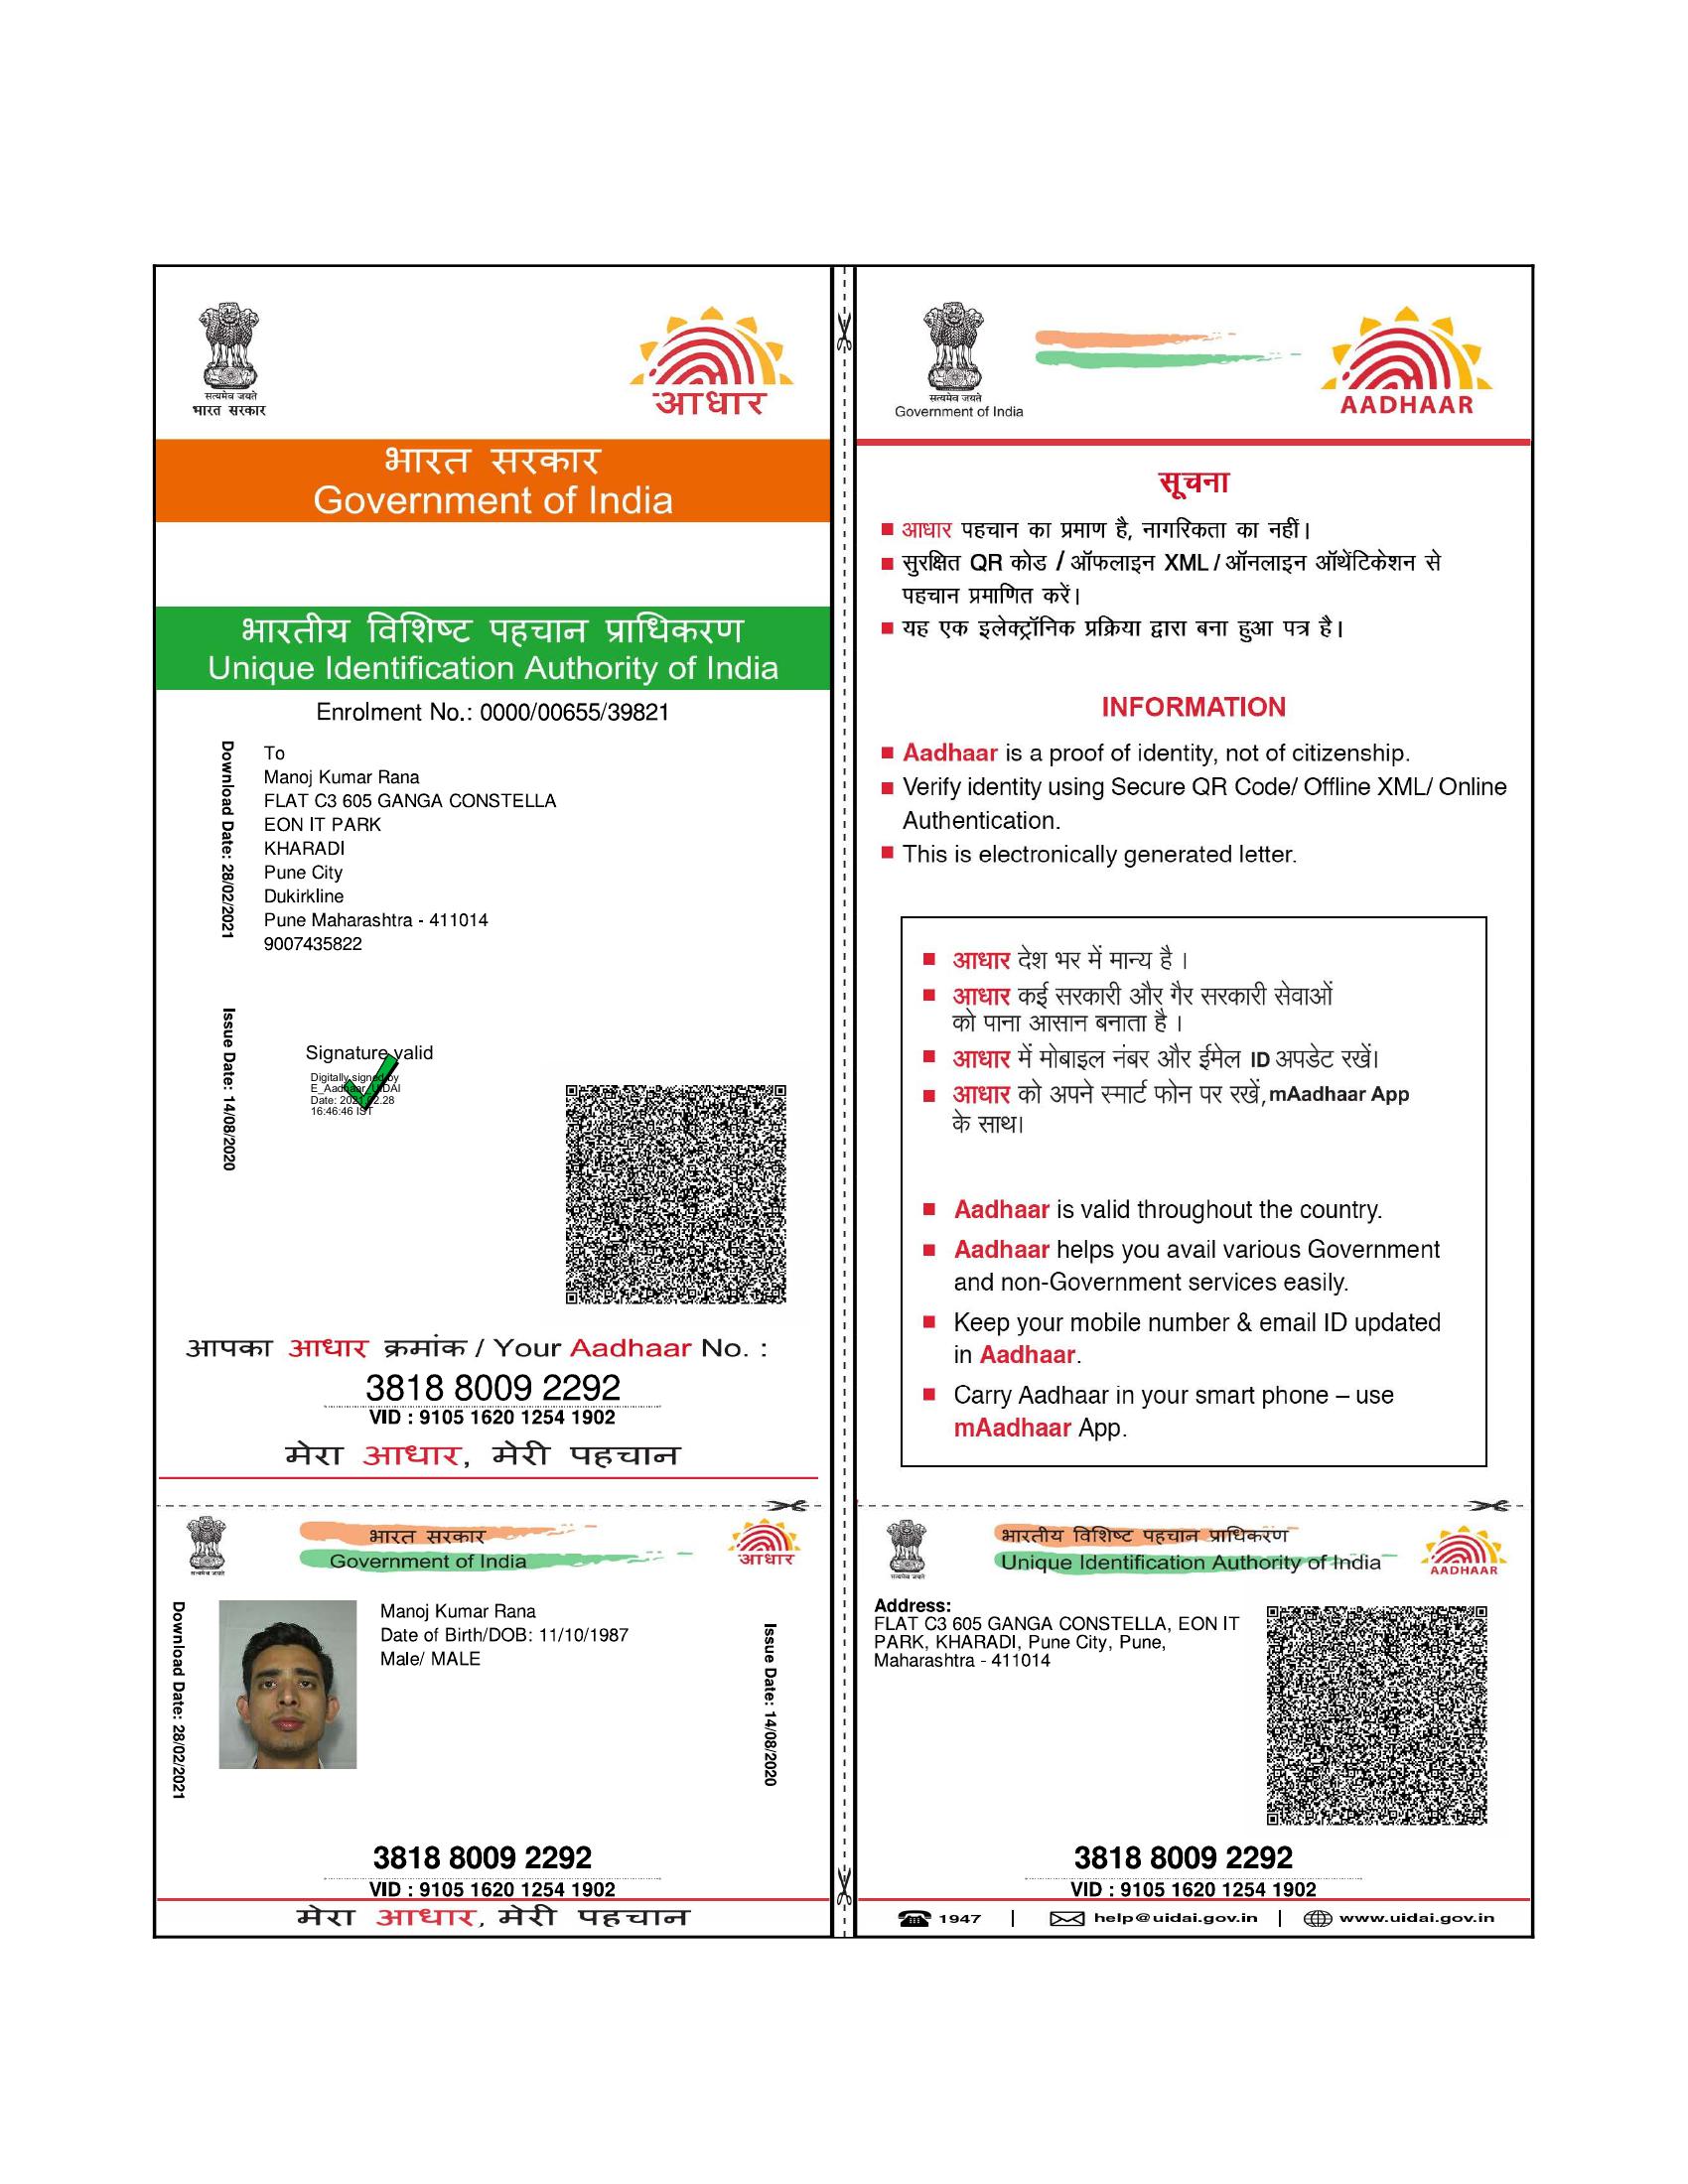 सत्यमेव जयते
भारत सरकार
आधार
भारत सरकार
Government of India
भारतीय विशिष्ट पहचान प्राधिकरण
Unique Identification Authority of India
Enrolment No.: 0000/00655/39821
Download Date: 28/02/2021
To
Manoj Kumar Rana
FLAT C3 605 GANGA CONSTELLA
EON IT PARK
KHARADI
Pune City
Dukirkline
Pune Maharashtra - 411014
9007435822
Issue Date: 14/08/2020
Signature valid
Digitally signed by
E_Aadhaar UIDAI
Date: 2021.02.28
16:46:46 IST
आपका आधार क्रमांक / Your Aadhaar No. :
3818 8009 2292
VID : 9105 1620 1254 1902
मेरा आधार, मेरी पहचान
सत्यमेव जयते
भारत सरकार
Government of India
आधार
Download Date: 28/02/2021
Manoj Kumar Rana
Date of Birth/DOB: 11/10/1987
Male/ MALE
Issue Date: 14/08/2020
3818 8009 2292
VID : 9105 1620 1254 1902
मेरा आधार, मेरी पहचान
सत्यमेव जयते
Government of India
AADHAAR
सूचना
आधार पहचान का प्रमाण है, नागरिकता का नहीं।
सुरक्षित QR कोड / ऑफलाइन XML / ऑनलाइन ऑथेंटिकेशन से
पहचान प्रमाणित करें।
यह एक इलेक्ट्रॉनिक प्रक्रिया द्वारा बना हुआ पत्र है।
INFORMATION
Aadhaar is a proof of identity, not of citizenship.
Verify identity using Secure QR Code/ Offline XML/ Online
Authentication.
This is electronically generated letter.
आधार देश भर में मान्य है ।
आधार कई सरकारी और गैर सरकारी सेवाओं
को पाना आसान बनाता है ।
आधार में मोबाइल नंबर और ईमेल ID अपडेट रखें।
आधार को अपने स्मार्ट फोन पर रखें, mAadhaar App
के साथ।
Aadhaar is valid throughout the country.
Aadhaar helps you avail various Government
and non-Government services easily.
Keep your mobile number & email ID updated
in Aadhaar.
Carry Aadhaar in your smart phone – use
mAadhaar App.
सत्यमेव जयते
भारतीय विशिष्ट पहचान प्राधिकरण
Unique Identification Authority of India
AADHAAR
Address:
FLAT C3 605 GANGA CONSTELLA, EON IT
PARK, KHARADI, Pune City, Pune,
Maharashtra - 411014
3818 8009 2292
VID : 9105 1620 1254 1902
1947 | help@uidai.gov.in | www.uidai.gov.in